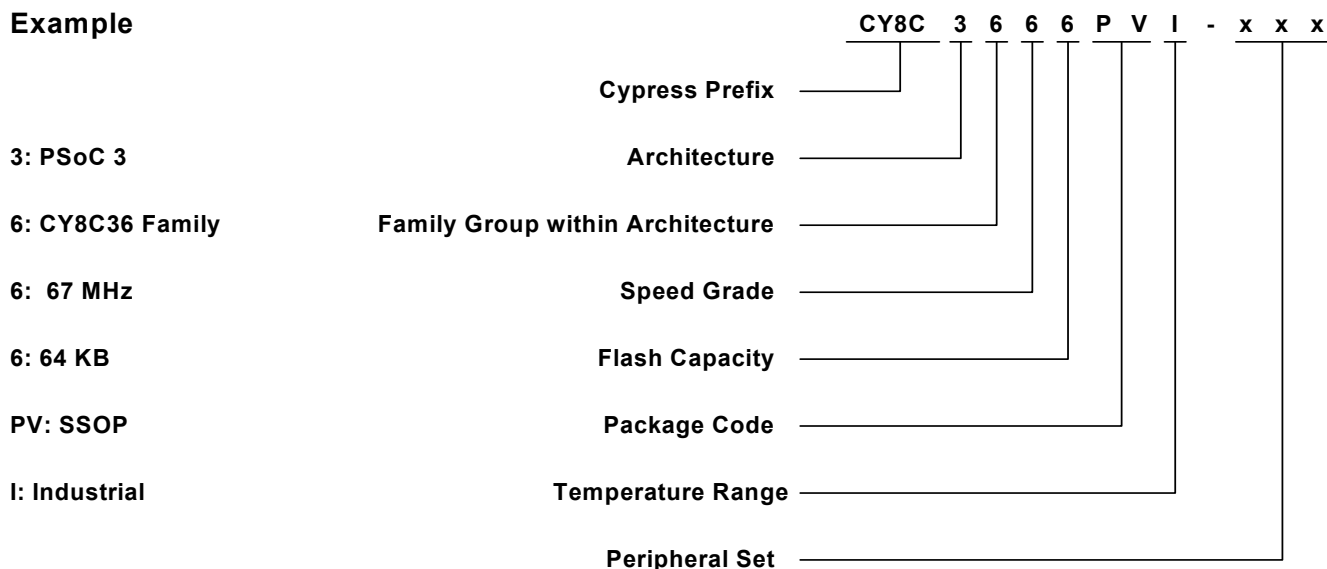 Example CY8C 3 6 6 6 P V I - x x x
Cypress Prefix
3: PSoC 3 Architecture
6: CY8C36 Family Family Group within Architecture
6: 67 MHz Speed Grade
6: 64 KB Flash Capacity
PV: SSOP Package Code
I: Industrial Temperature Range
Peripheral Set